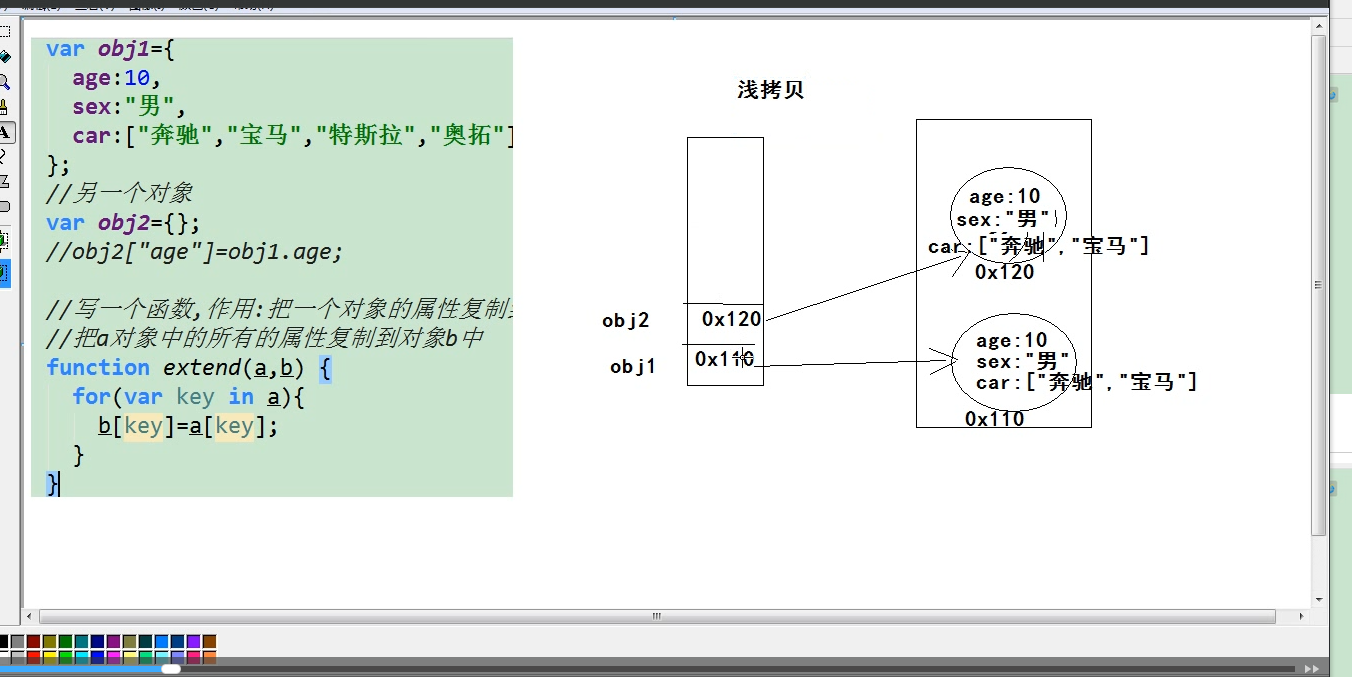 var obj1={
age:10,
sex:"男",
car:["奔驰","宝马","特斯拉","奥拓"]
};
//另一个对象
var obj2={};
//obj2["age"]=obj1.age;
//写一个函数,作用:把一个对象的属性复制
//把a对象中的所有的属性复制到对象b中
function extend(a,b) {
for(var key in a){
b[key]=a[key];
}
}
浅拷贝
obj2
0x120
obj1
0x110
age:10
sex:"男"
car:["奔驰","宝马"]
0x120
age:10
sex:"男"
car:["奔驰","宝马"]
0x110